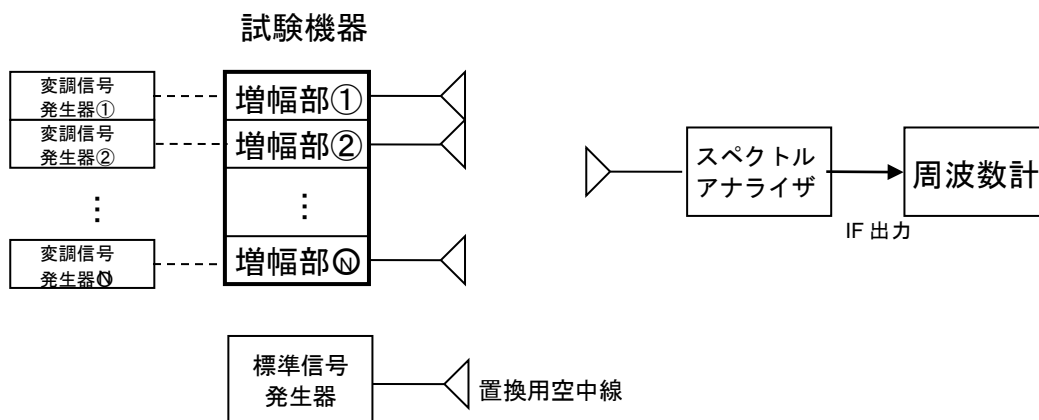 試験機器
変調信号
発生器①
増幅部①
変調信号
発生器②
増幅部②
⋮
⋮
変調信号
発生器Ⓝ
増幅部Ⓝ
スペクトル
アナライザ
周波数計
IF 出力
標準信号
発生器
置換用空中線